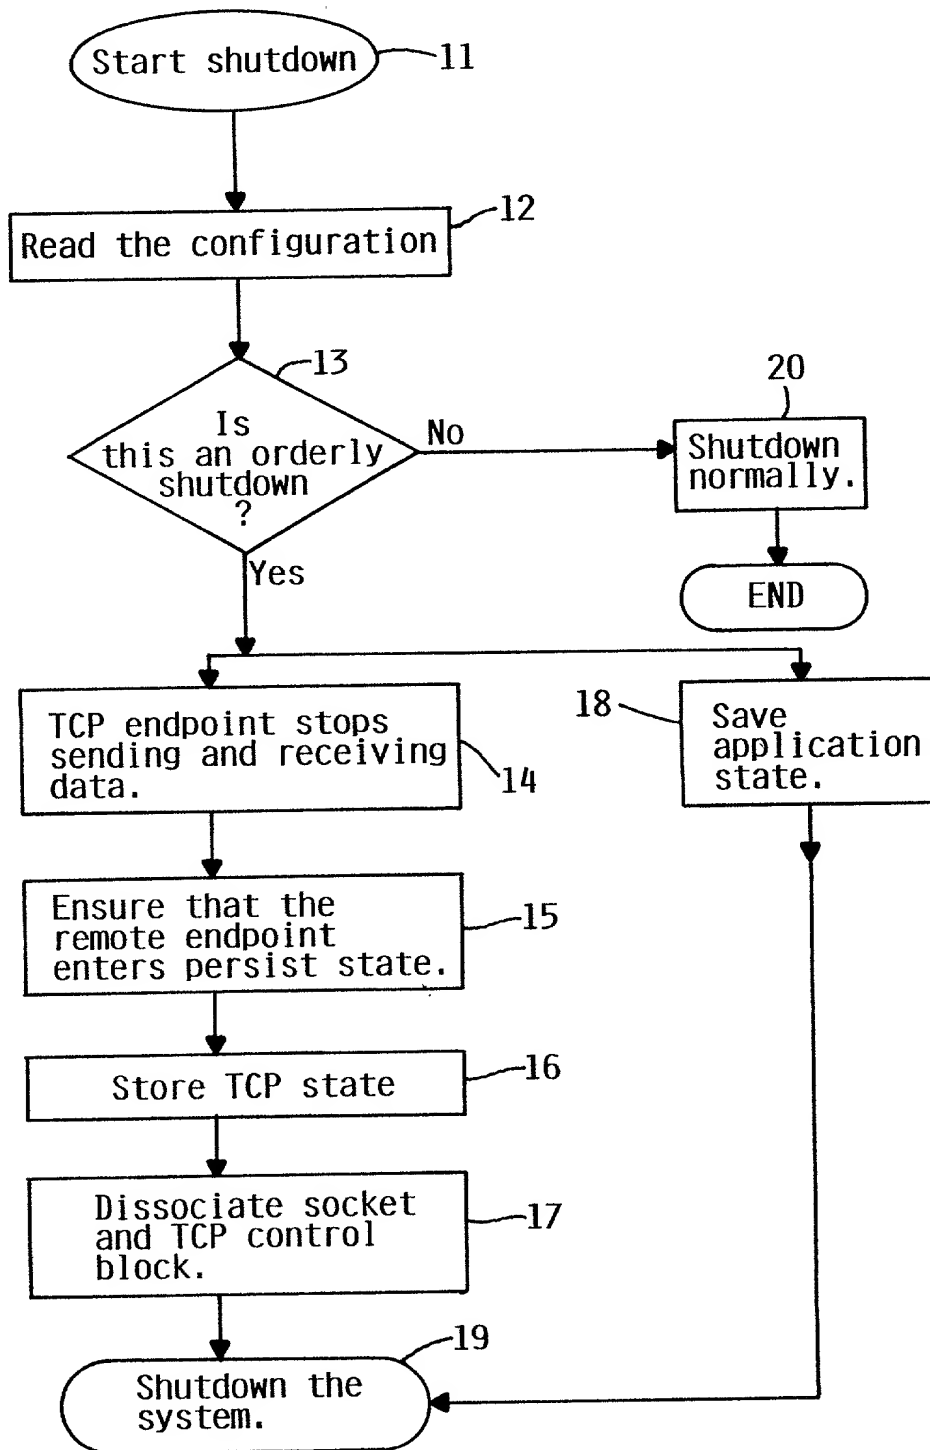 Start shutdown
11
12
Read the configuration
13
Is
this an orderly
shutdown
?
No
20
Shutdown
normally.
Yes
END
TCP endpoint stops
sending and receiving
data.
14
18
Save
application
state.
Ensure that the
remote endpoint
enters persist state.
15
Store TCP state
16
Dissociate socket
and TCP control
block.
17
19
Shutdown the
system.